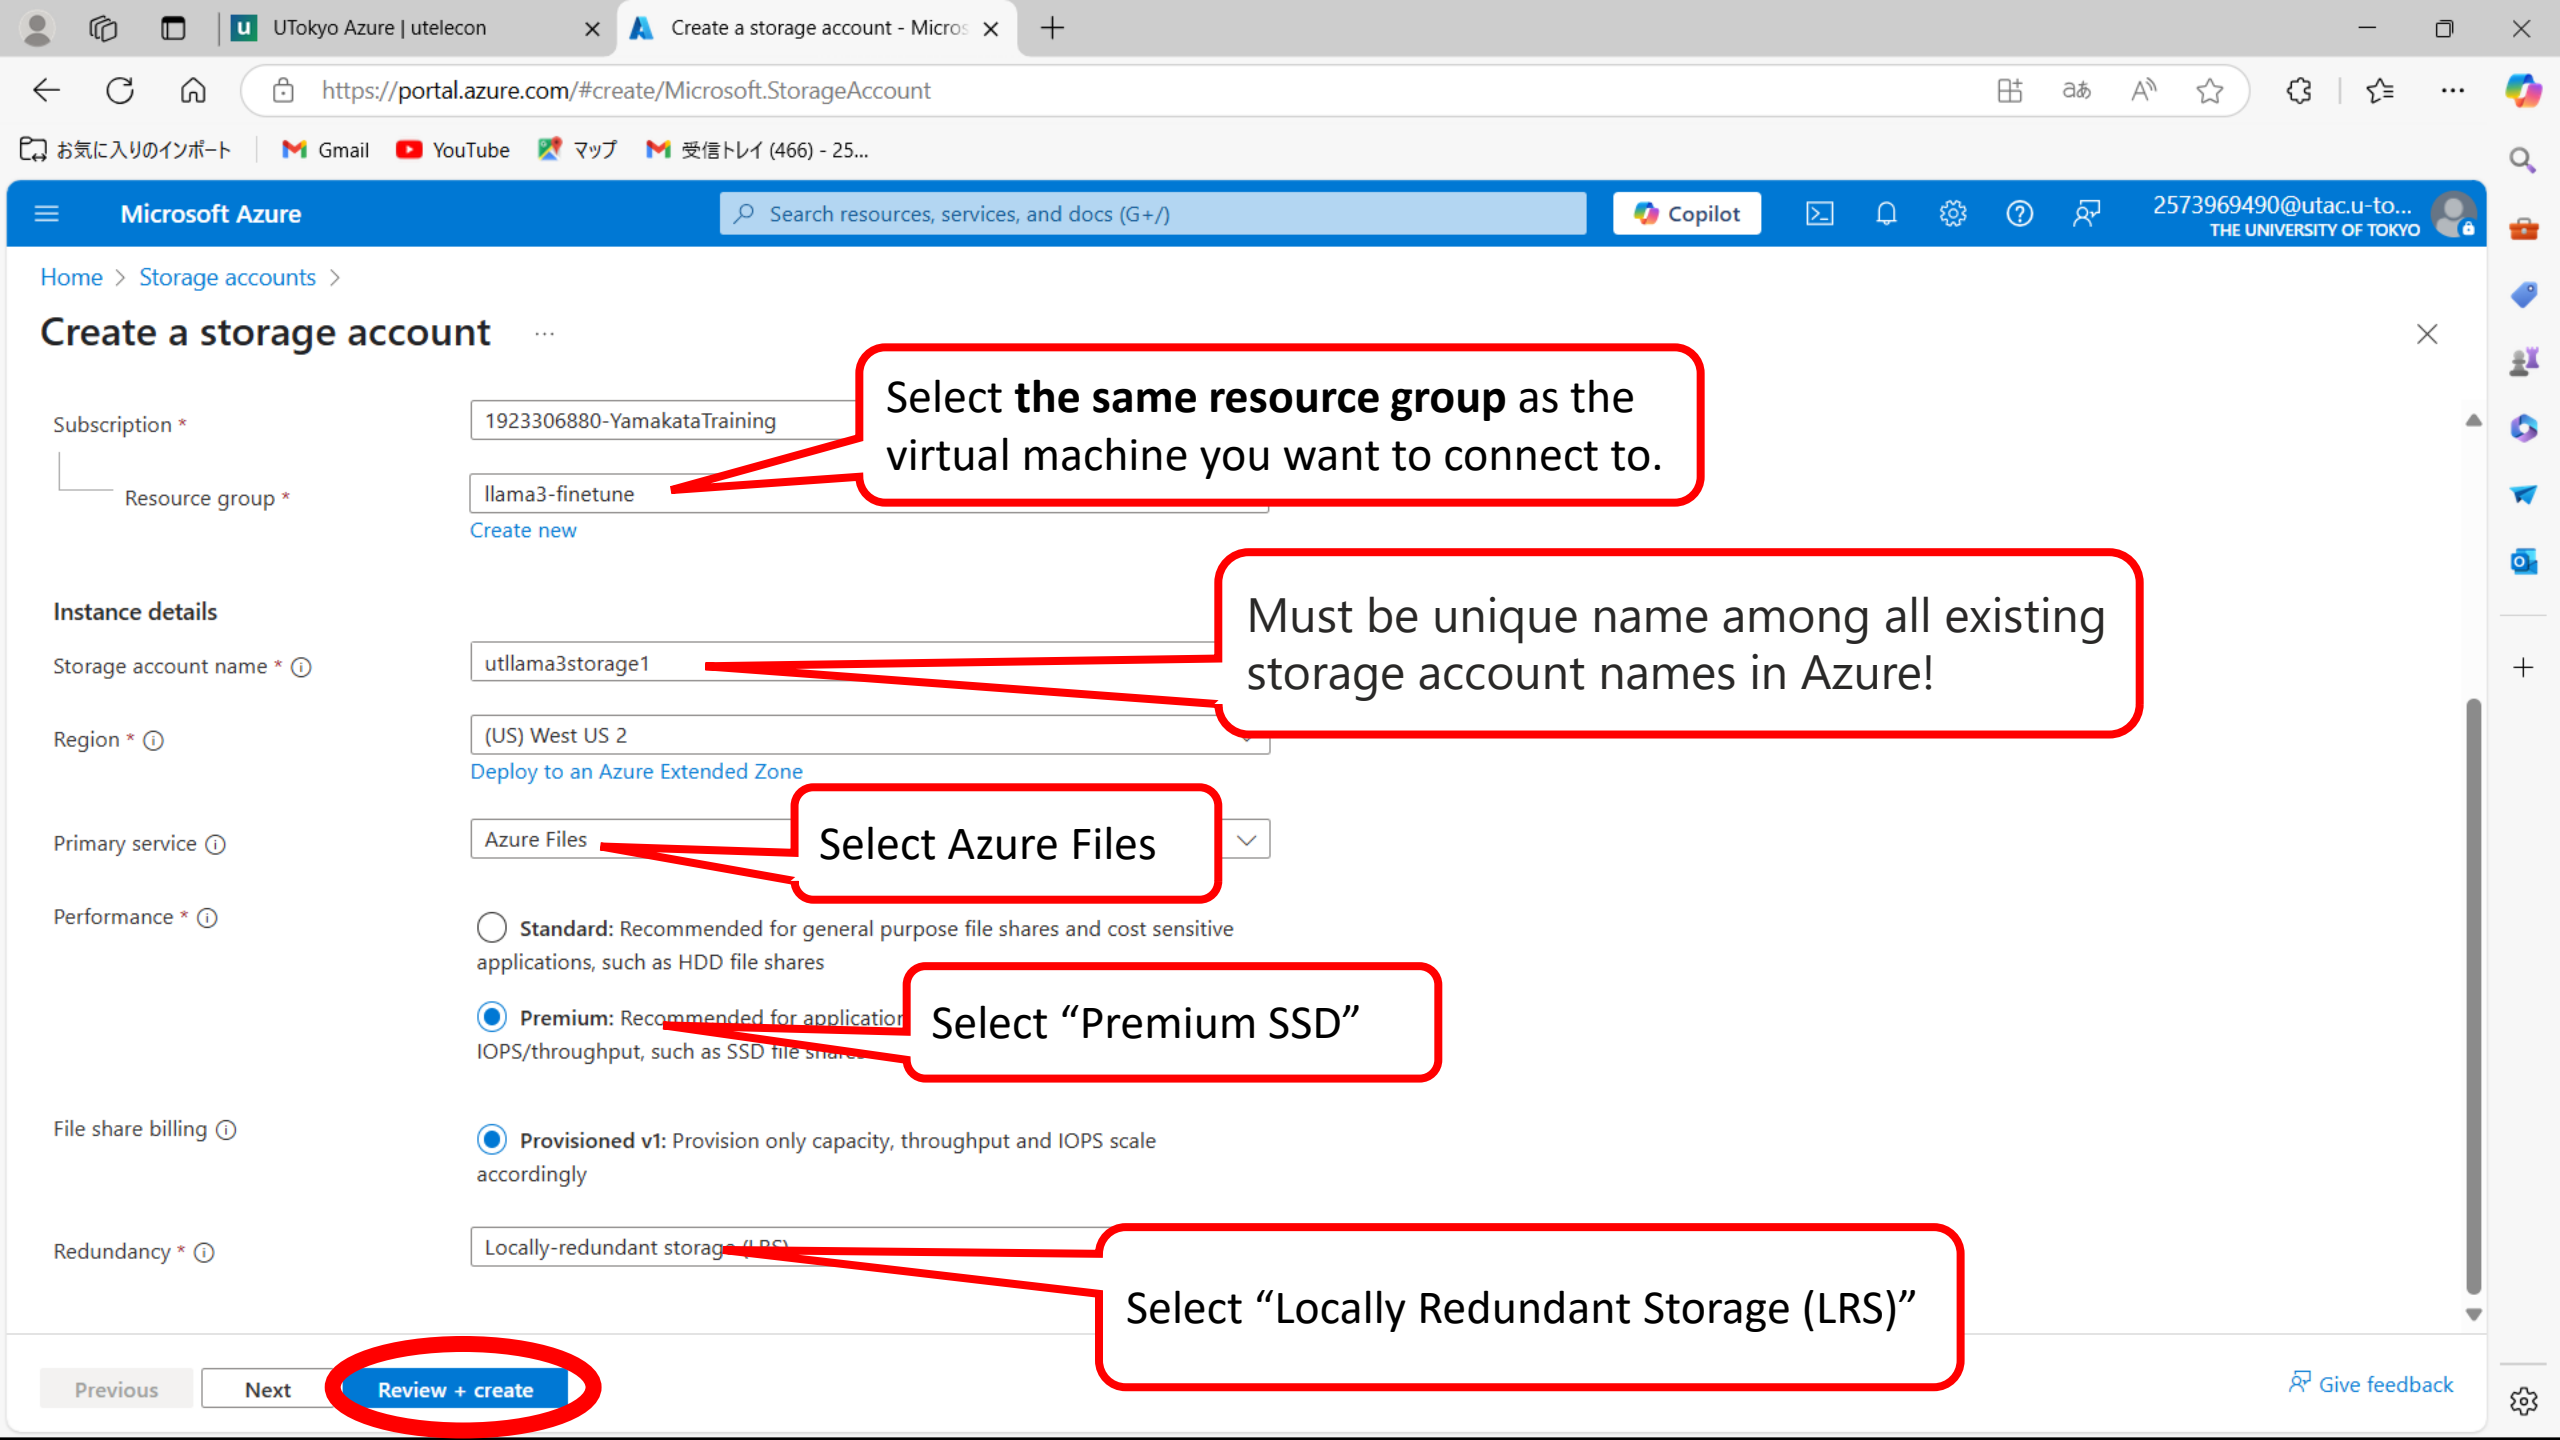 UTokyo Azure | utelecon
Create a storage account - Micros
https://portal.azure.com/#create/Microsoft.StorageAccount
aあ
お気に入りのインポート
Gmail
YouTube
マップ
受信トレイ (466) - 25...
Microsoft Azure
Search resources, services, and docs (G+/)
Copilot
2573969490@utac.u-to...
THE UNIVERSITY OF TOKYO
Home > Storage accounts >
Create a storage account ...
Select the same resource group as the
virtual machine you want to connect to.
Subscription *
1923306880-YamakataTraining
Resource group *
llama3-finetune
Create new
Instance details
Must be unique name among all existing
storage account names in Azure!
Storage account name *
utllama3storage1
Region *
(US) West US 2
Deploy to an Azure Extended Zone
Primary service
Azure Files
Select Azure Files
Performance *
Standard: Recommended for general purpose file shares and cost sensitive
applications, such as HDD file shares
Premium: Recommended for application
IOPS/throughput, such as SSD file shares
Select “Premium SSD”
File share billing
Provisioned v1: Provision only capacity, throughput and IOPS scale
accordingly
Redundancy *
Locally-redundant storage (LRS)
Select “Locally Redundant Storage (LRS)”
Previous
Next
Review + create
Give feedback